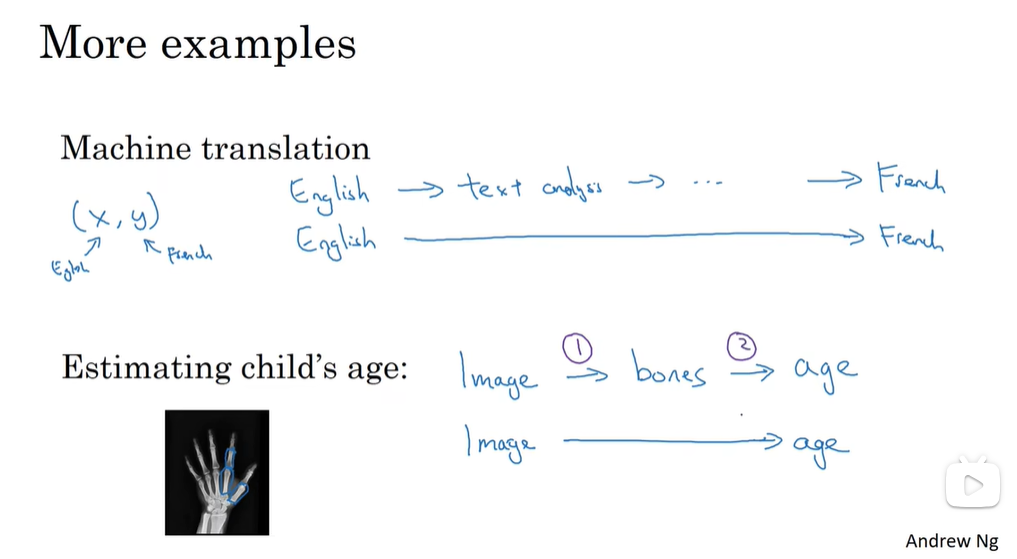 More examples
Machine translation
English → text analysis → ... → French
(x, y)
English → French
French
Estimating child's age:
Image ① → bones ② → age
Image → age
Andrew Ng